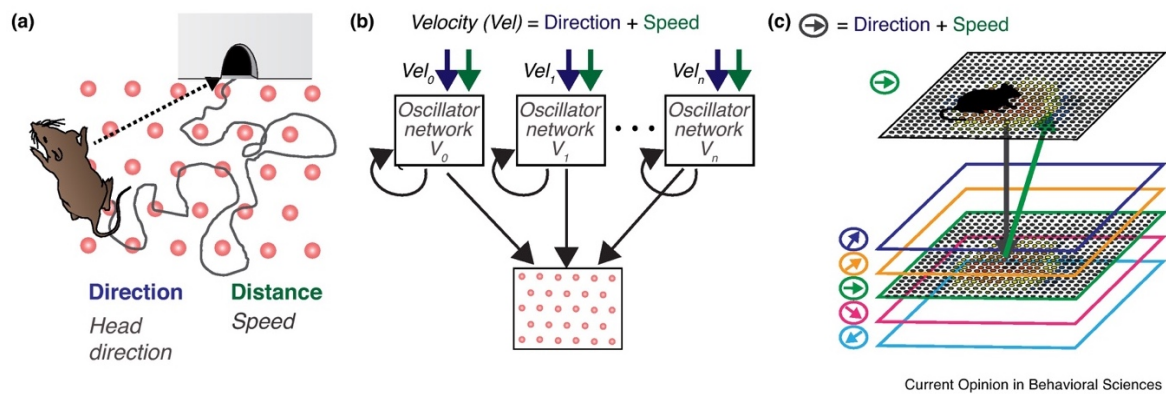 (a)
Direction
Head
direction
Distance
Speed
(b)
Velocity (Vel) = Direction + Speed
Vel0
Vel1
Veln
Oscillator
network
V0
Oscillator
network
V1
Oscillator
network
Vn
(c)
= Direction + Speed
Current Opinion in Behavioral Sciences